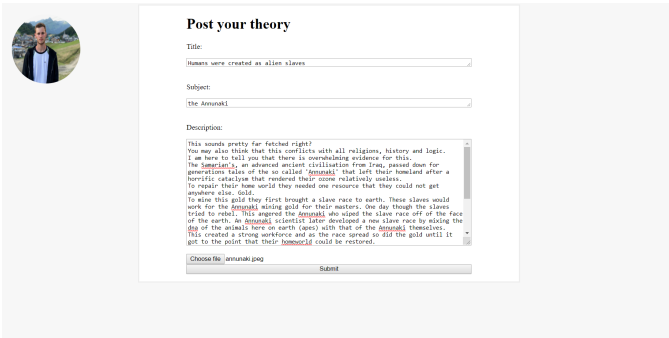 Post your theory
Title:
Humans were created as alien slaves
Subject:
the Annunaki
Description:
This sounds pretty far fetched right?
You may also think that this conflicts with all religions, history and logic.
I am here to tell you that there is overwhelming evidence for this.
The Samarian's, an advanced ancient civilisation from Iraq, passed down for
generations tales of the so called 'Annunaki' that left their homeland after a
horrific cataclysm that rendered their ozone relatively useless.
To repair their home world they needed one resource that they could not get
anywhere else. Gold.
To mine this gold they first brought a slave race to earth. These slaves would
work for the Annunaki mining gold for their masters. One day though the slaves
tried to rebel. This angered the Annunaki who wiped the slave race off of the face
of the earth. An Annunaki scientist later developed a new slave race by mixing the
dna of the animals here on earth (apes) with that of the Annunaki themselves.
This created a strong workforce and as the race spread so did the gold until it
got to the point that their homeworld could be restored.
Choose file annunaki.jpeg
Submit